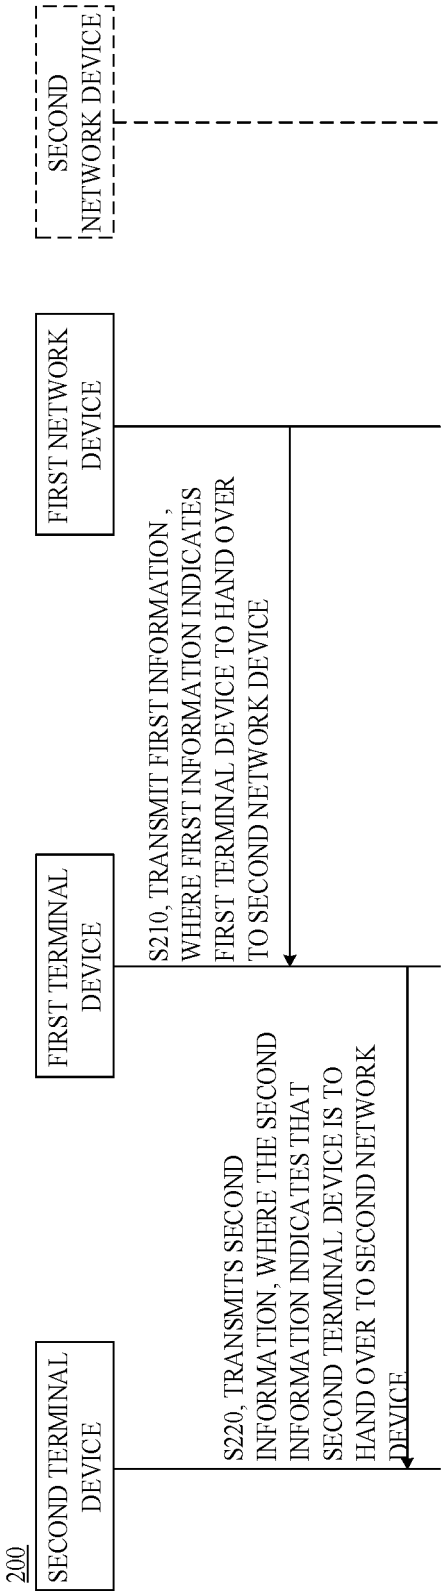 200
SECOND TERMINAL
DEVICE
FIRST TERMINAL
DEVICE
FIRST NETWORK
DEVICE
SECOND
NETWORK DEVICE
S210, TRANSMIT FIRST INFORMATION ,
WHERE FIRST INFORMATION INDICATES
FIRST TERMINAL DEVICE TO HAND OVER
TO SECOND NETWORK DEVICE
S220, TRANSMITS SECOND
INFORMATION, WHERE THE SECOND
INFORMATION INDICATES THAT
SECOND TERMINAL DEVICE IS TO
HAND OVER TO SECOND NETWORK
DEVICE